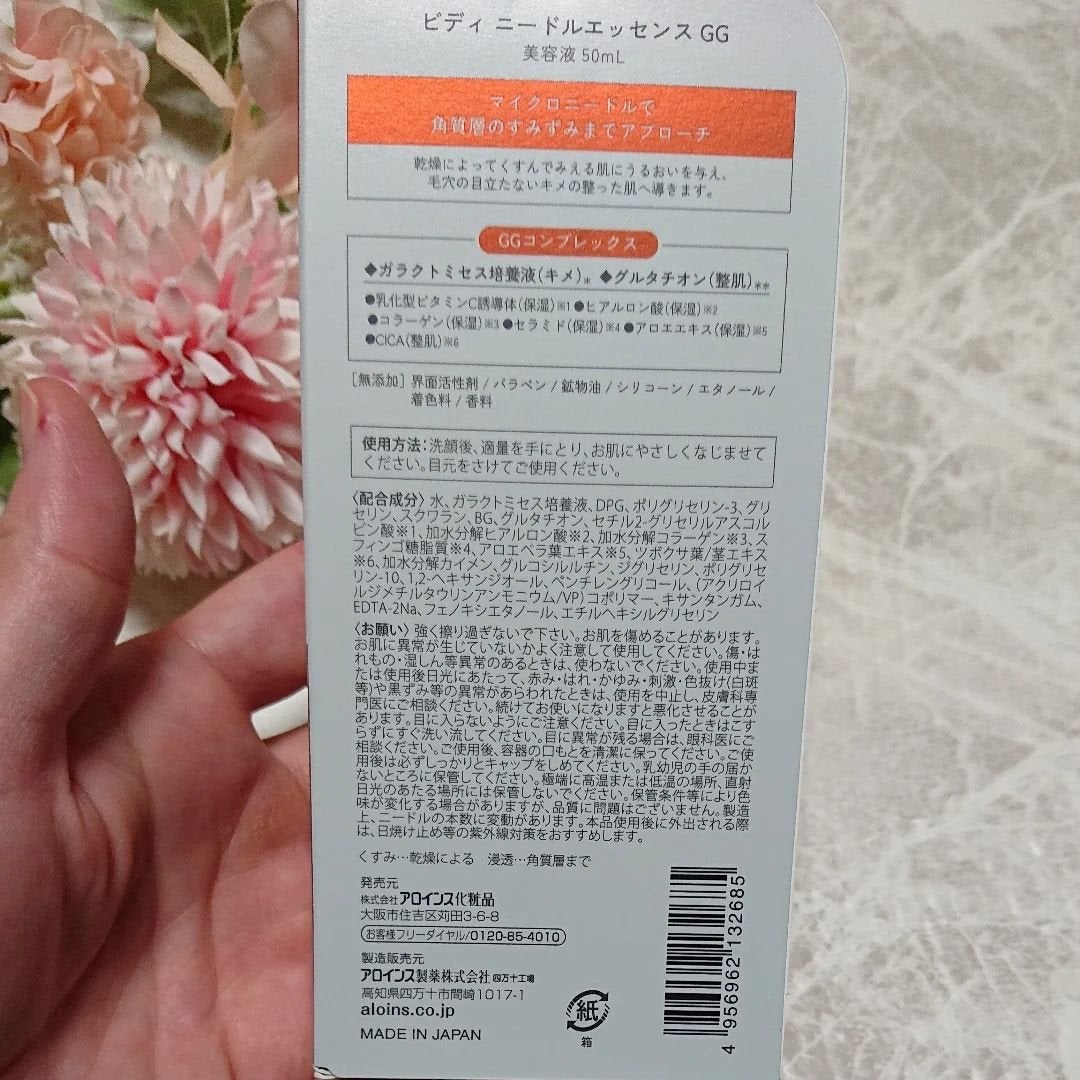 ビディ ニードルエッセンス GG
美容液 50mL
マイクロニードルで
角質層のすみずみまでアプローチ
乾燥によってくすんでみえる肌にうるおいを与え、
毛穴の目立たないキメの整った肌へ導きます。
GGコンプレックス
◆ガラクトミセス培養液(キメ)* ◆グルタチオン(整肌)**
●乳化型ビタミンC誘導体(保湿)※1 ●ヒアルロン酸(保湿)※2
●コラーゲン(保湿)※3 ●セラミド(保湿)※4 ●アロエエキス(保湿)※5
●CICA(整肌)※6
[無添加] 界面活性剤 / パラベン / 鉱物油 / シリコーン / エタノール /
着色料 / 香料
使用方法:洗顔後、適量を手にとり、お肌にやさしくなじませて
ください。目元をさけてご使用ください。
〈配合成分〉水、ガラクトミセス培養液、DPG、ポリグリセリン-3、グリ
セリン、スクワラン、BG、グルタチオン、セチル2-グリセリルアスコル
ビン酸※1、加水分解ヒアルロン酸※2、加水分解コラーゲン※3、ス
フィンゴ糖脂質※4、アロエベラ葉エキス※5、ツボクサ葉/茎エキス
※6、加水分解カイメン、グルコシルルチン、ジグリセリン、ポリグリセ
リン-10、1,2-ヘキサンジオール、ペンチレングリコール、(アクリロイ
ルジメチルタウリンアンモニウム/VP)コポリマー、キサンタンガム、
EDTA-2Na、フェノキシエタノール、エチルヘキシルグリセリン
〈お願い〉強く擦り過ぎないで下さい。お肌を傷めることがあります。
お肌に異常が生じていないかよく注意して使用してください。傷・は
れもの・湿しん等異常のあるときは、使わないでください。使用中ま
たは使用後日光にあたって、赤み・はれ・かゆみ・刺激・色抜け(白斑
等)や黒ずみ等の異常があらわれたときは、使用を中止し、皮膚科専
門医にご相談ください。続けてお使いになりますと悪化させることが
あります。目に入らないようにご注意ください。目に入ったときはこす
らずにすぐ洗い流してください。目に異常が残る場合は、眼科医にご
相談ください。ご使用後、容器の口もとを清潔に保ってください。ご使
用後は必ずしっかりとキャップをしめてください。乳幼児の手の届か
ないところに保管してください。極端に高温または低温の場所、直射
日光のあたる場所には保管しないでください。保管条件等により色
味が変化する場合がありますが、品質に問題はございません。製造
上、ニードルの本数に変動があります。本品使用後に外出される際
は、日焼け止め等の紫外線対策をおすすめします。
くすみ…乾燥による 浸透…角質層まで
発売元
株式会社アロインス化粧品
大阪市住吉区苅田3-6-8
お客様フリーダイヤル/0120-85-4010
製造販売元
アロインス製薬株式会社 四万十工場
高知県四万十市間崎1017-1
aloins.co.jp
MADE IN JAPAN
紙
箱
4 956962 132685